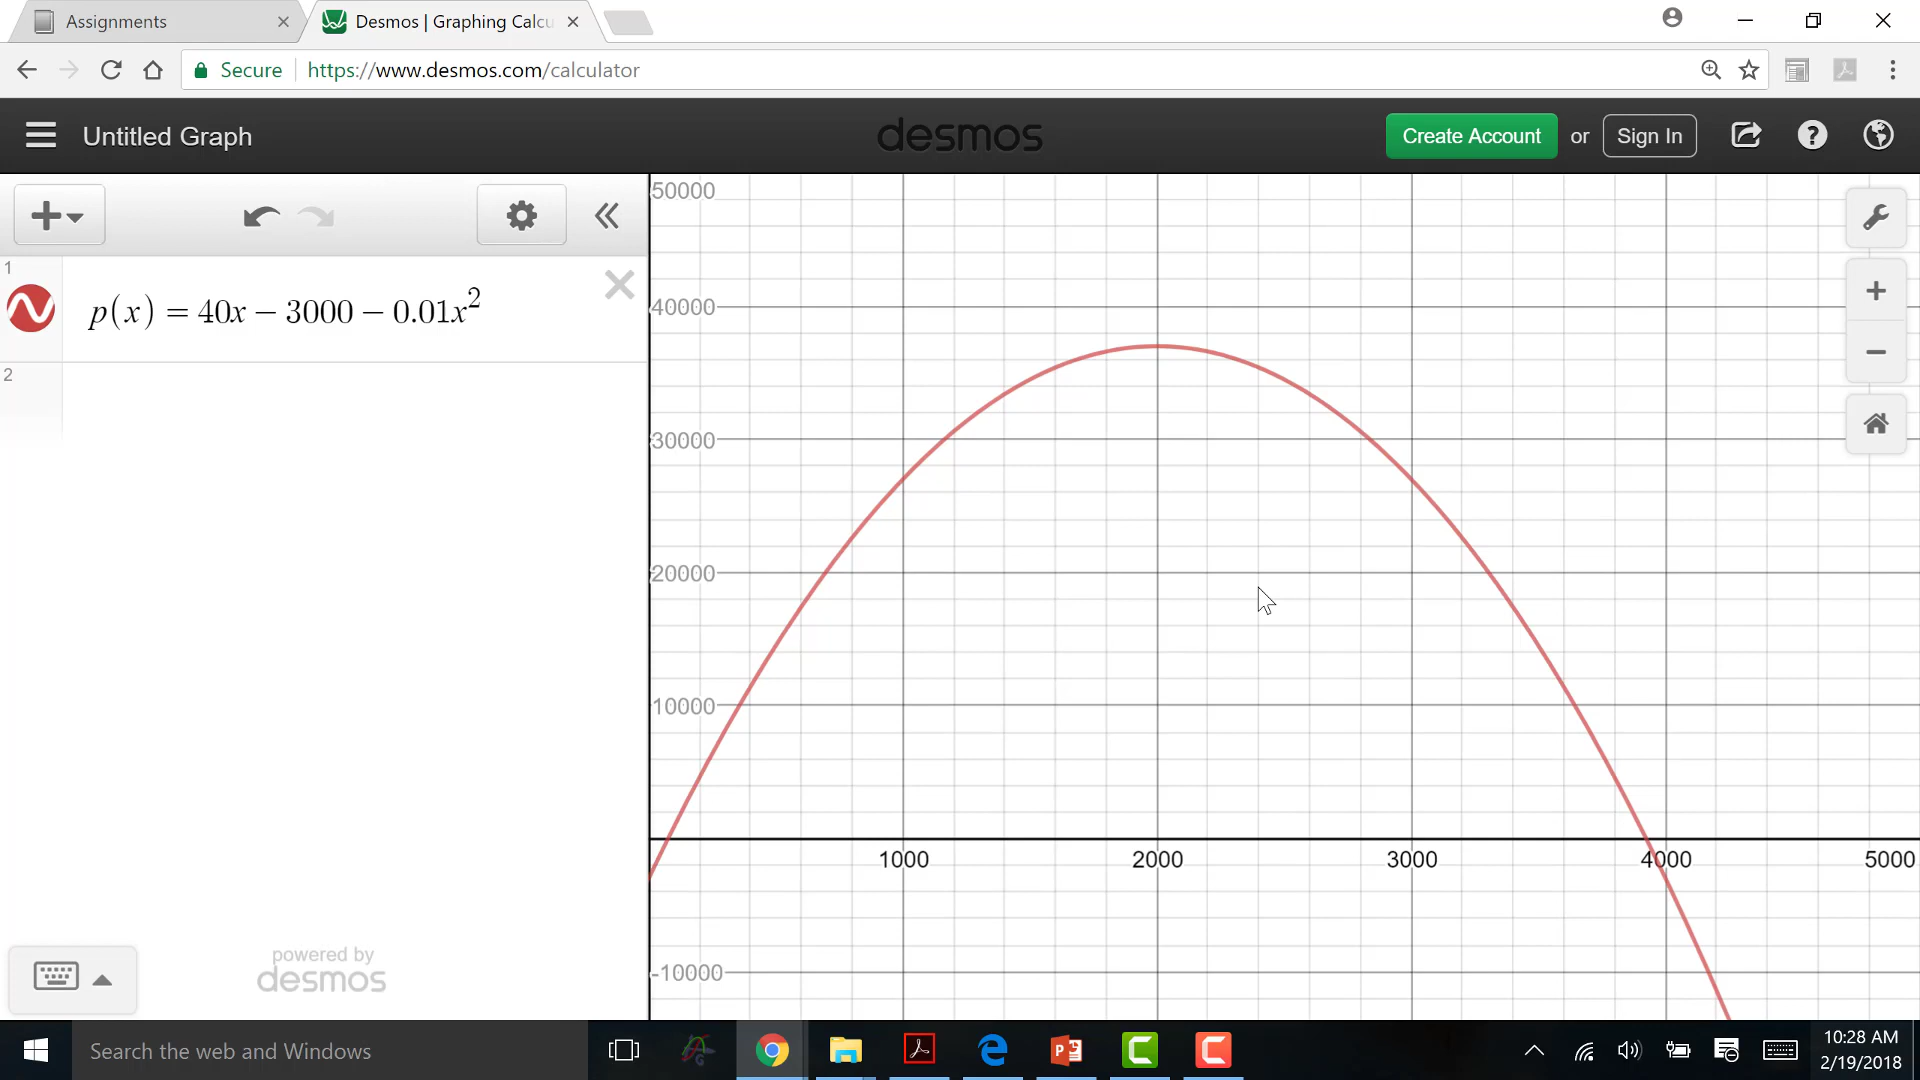 Assignments
Desmos | Graphing Calcu
Secure
https://www.desmos.com/calculator
Untitled Graph
desmos
Create Account
or
Sign In
1
p(x) = 40x − 3000 − 0.01x²
2
powered by
desmos
50000
40000
30000
20000
10000
-10000
1000
2000
3000
4000
5000
Search the web and Windows
10:28 AM
2/19/2018